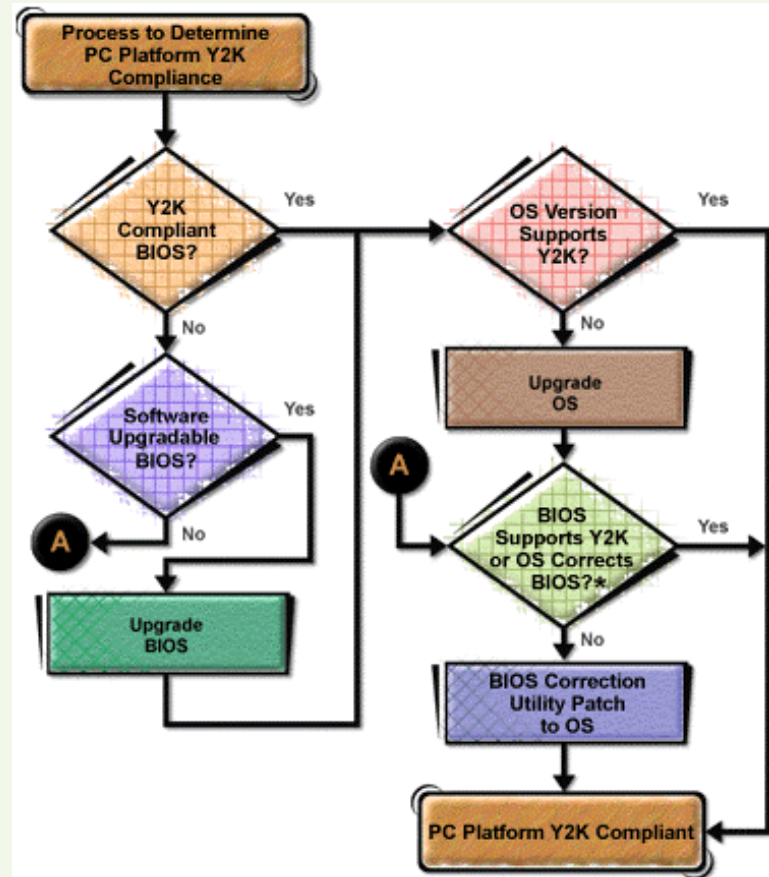 Process to Determine
PC Platform Y2K
Compliance
Y2K
Compliant
BIOS?
Yes
No
Software
Upgradable
BIOS?
Yes
No
A
Upgrade
BIOS
OS Version
Supports
Y2K?
Yes
No
Upgrade
OS
A
BIOS
Supports Y2K
or OS Corrects
BIOS?*
Yes
No
BIOS Correction
Utility Patch
to OS
PC Platform Y2K Compliant